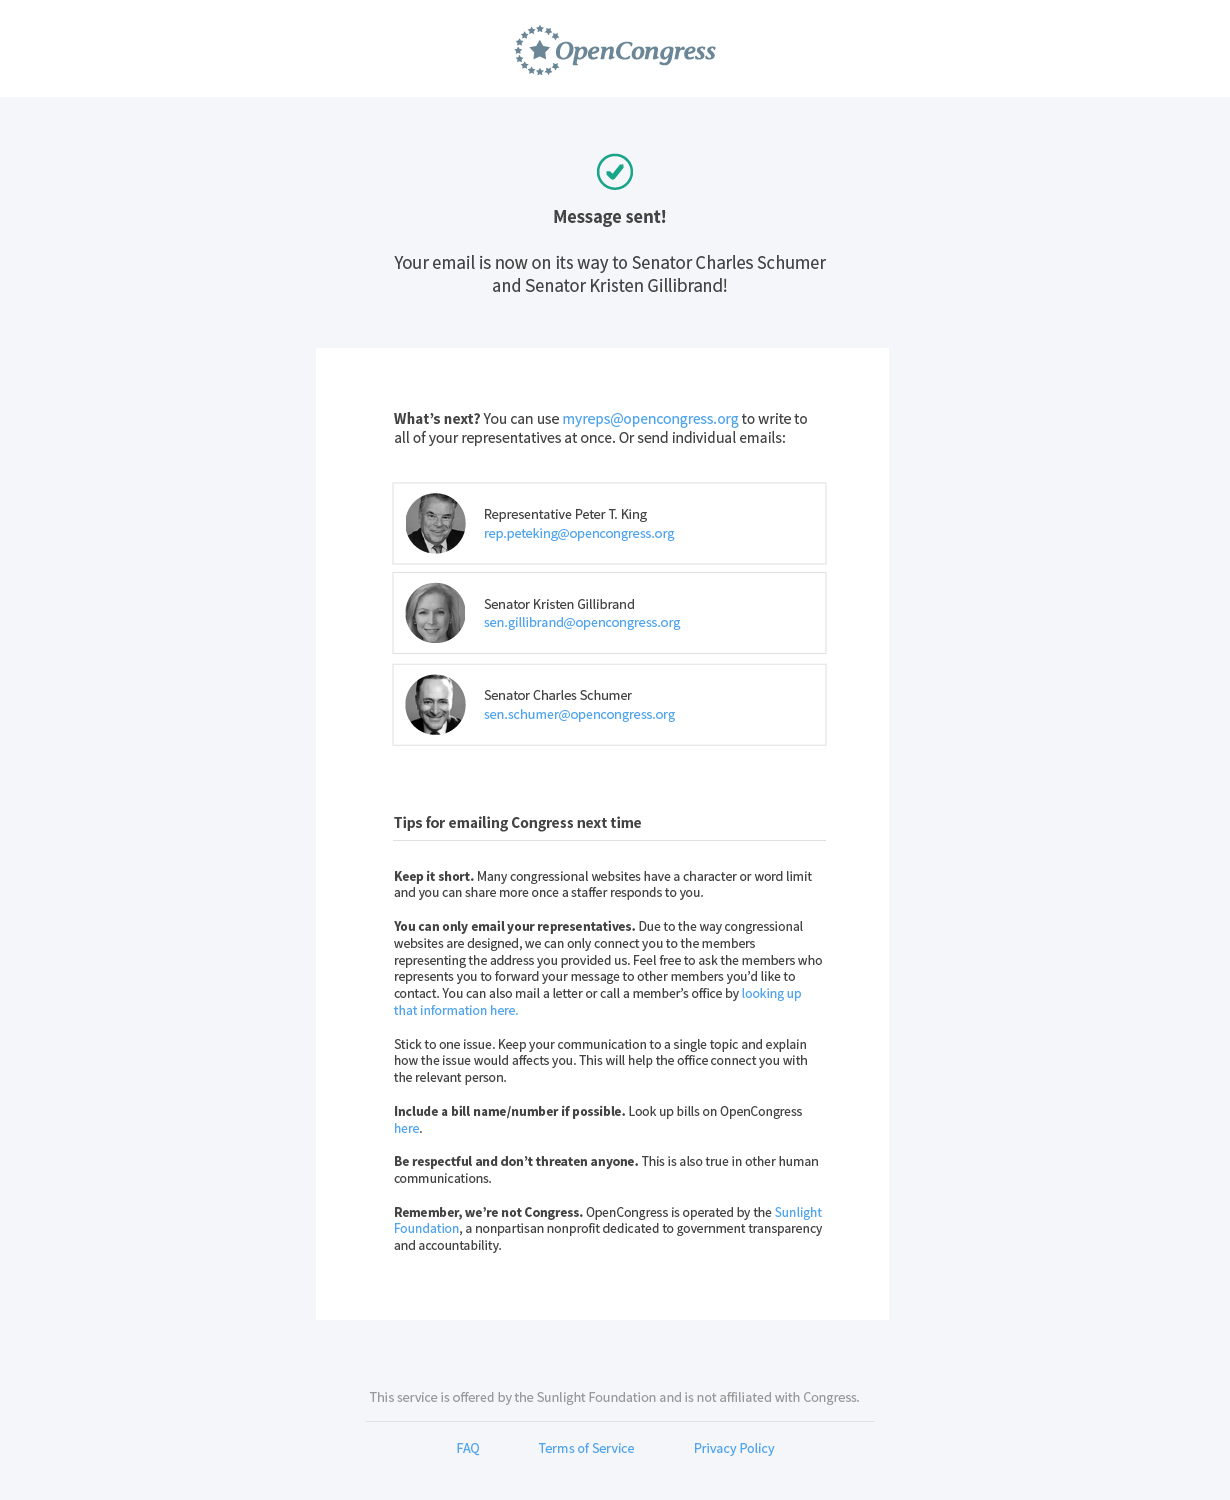 OpenCongress
Message sent!
Your email is now on its way to Senator Charles Schumer
and Senator Kristen Gillibrand!
What’s next? You can use myreps@opencongress.org to write to
all of your representatives at once. Or send individual emails:
Representative Peter T. King
rep.peteking@opencongress.org
Senator Kristen Gillibrand
sen.gillibrand@opencongress.org
Senator Charles Schumer
sen.schumer@opencongress.org
Tips for emailing Congress next time
Keep it short. Many congressional websites have a character or word limit
and you can share more once a staffer responds to you.
You can only email your representatives. Due to the way congressional
websites are designed, we can only connect you to the members
representing the address you provided us. Feel free to ask the members who
represents you to forward your message to other members you’d like to
contact. You can also mail a letter or call a member’s office by looking up
that information here.
Stick to one issue. Keep your communication to a single topic and explain
how the issue would affects you. This will help the office connect you with
the relevant person.
Include a bill name/number if possible. Look up bills on OpenCongress
here.
Be respectful and don’t threaten anyone. This is also true in other human
communications.
Remember, we’re not Congress. OpenCongress is operated by the Sunlight
Foundation, a nonpartisan nonprofit dedicated to government transparency
and accountability.
This service is offered by the Sunlight Foundation and is not affiliated with Congress.
FAQ Terms of Service Privacy Policy